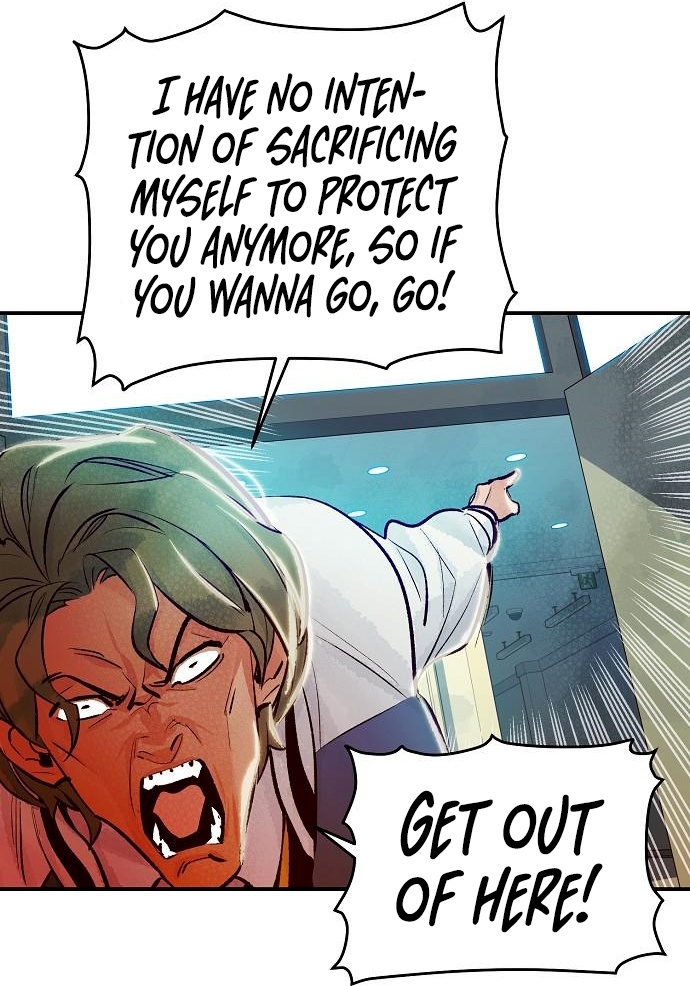 I HAVE NO INTEN-
TION OF SACRIFICING
MYSELF TO PROTECT
YOU ANYMORE, SO IF
YOU WANNA GO, GO!
GET OUT
OF HERE!